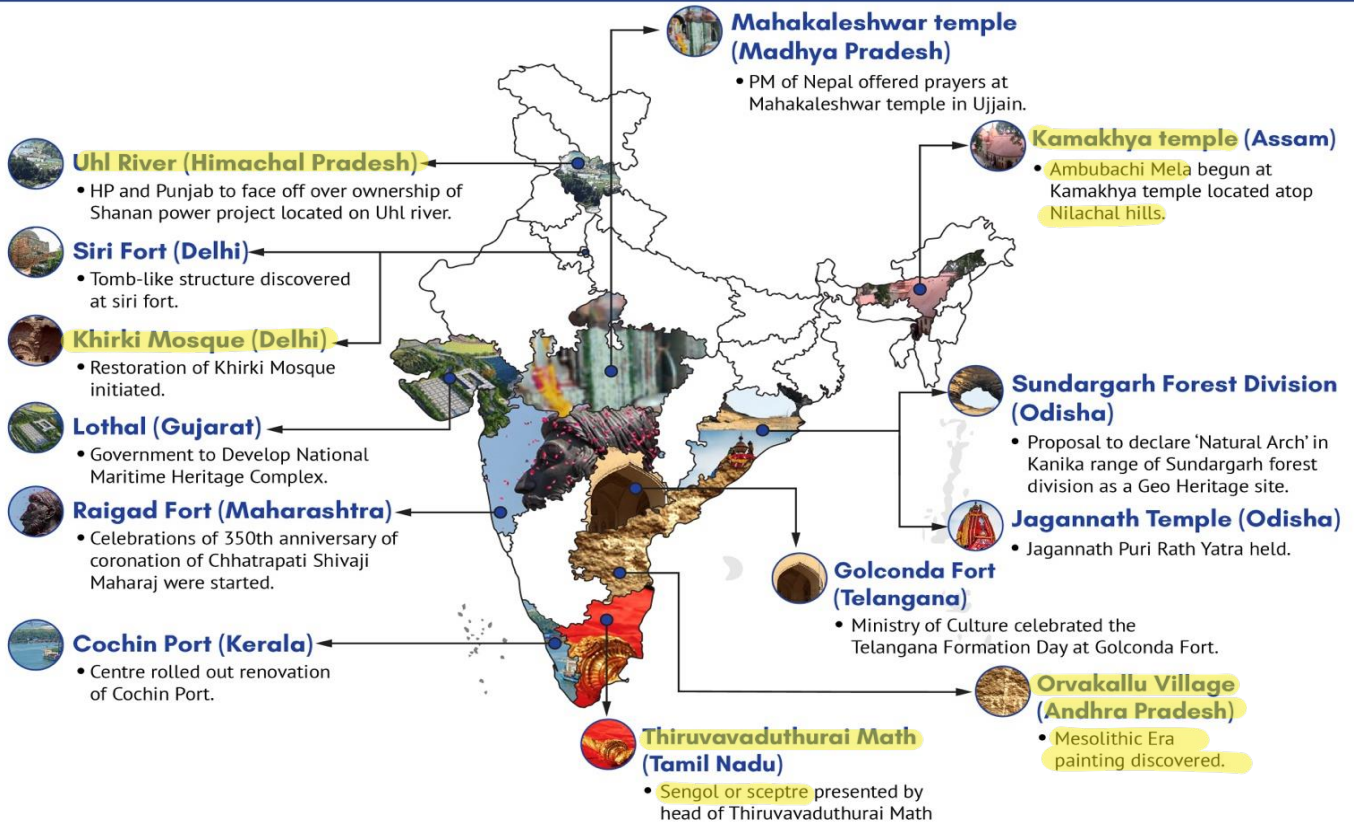 Mahakaleshwar temple
(Madhya Pradesh)
• PM of Nepal offered prayers at
Mahakaleshwar temple in Ujjain.
Uhl River (Himachal Pradesh)
• HP and Punjab to face off over ownership of
Shanan power project located on Uhl river.
Siri Fort (Delhi)
• Tomb-like structure discovered
at siri fort.
Khirki Mosque (Delhi)
• Restoration of Khirki Mosque
initiated.
Lothal (Gujarat)
• Government to Develop National
Maritime Heritage Complex.
Raigad Fort (Maharashtra)
• Celebrations of 350th anniversary of
coronation of Chhatrapati Shivaji
Maharaj were started.
Cochin Port (Kerala)
• Centre rolled out renovation
of Cochin Port.
Kamakhya temple (Assam)
• Ambubachi Mela begun at
Kamakhya temple located atop
Nilachal hills.
Sundargarh Forest Division
(Odisha)
• Proposal to declare ‘Natural Arch’ in
Kanika range of Sundargarh forest
division as a Geo Heritage site.
Jagannath Temple (Odisha)
• Jagannath Puri Rath Yatra held.
Golconda Fort
(Telangana)
• Ministry of Culture celebrated the
Telangana Formation Day at Golconda Fort.
Orvakallu Village
(Andhra Pradesh)
• Mesolithic Era
painting discovered.
Thiruvavaduthurai Math
(Tamil Nadu)
• Sengol or sceptre presented by
head of Thiruvavaduthurai Math